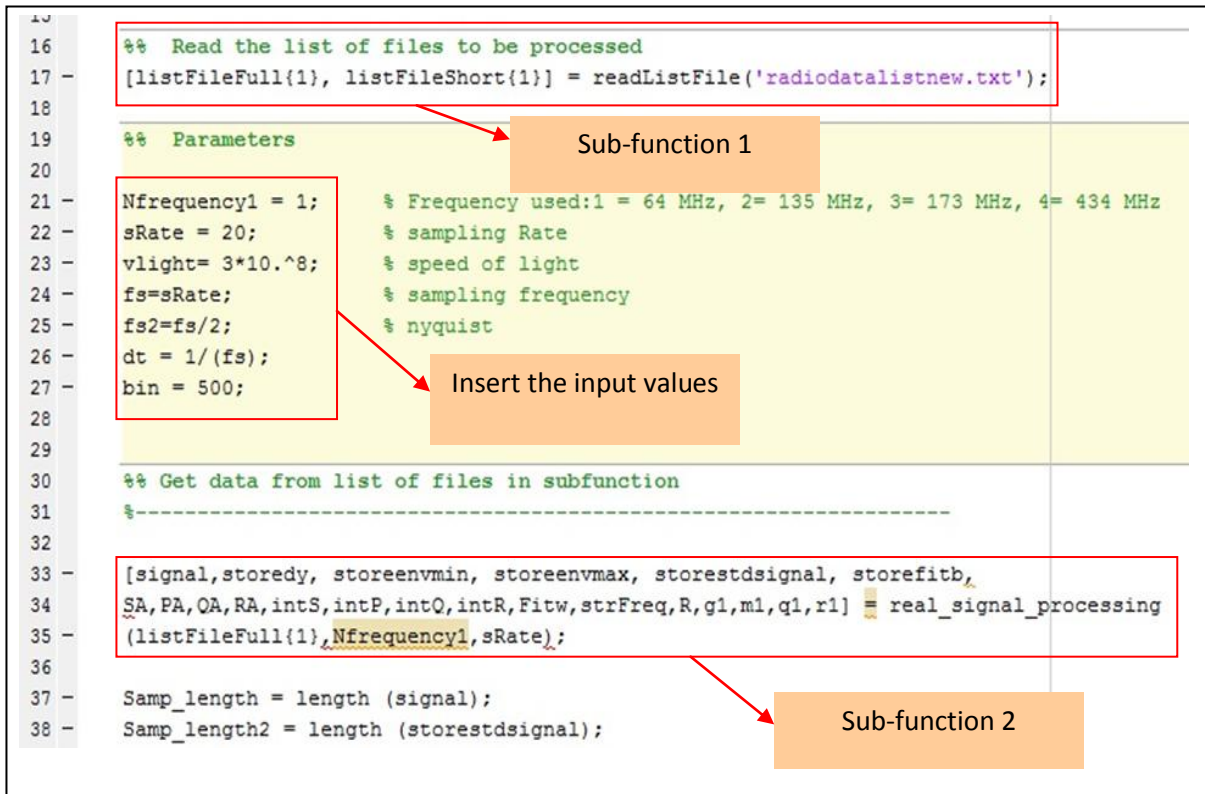 15
16 %% Read the list of files to be processed
17 - [listFileFull{1}, listFileShort{1}] = readListFile('radiodatalistnew.txt');
18
Sub-function 1
19 %% Parameters
20
21 - Nfrequency1 = 1; % Frequency used:1 = 64 MHz, 2= 135 MHz, 3= 173 MHz, 4= 434 MHz
22 - sRate = 20; % sampling Rate
23 - vlight= 3*10.^8; % speed of light
24 - fs=sRate; % sampling frequency
25 - fs2=fs/2; % nyquist
26 - dt = 1/(fs);
27 - bin = 500;
Insert the input values
28
29
30 %% Get data from list of files in subfunction
31 %------------------------------------------------------------------
32
33 - [signal,storedy, storeenvmin, storeenvmax, storestdsignal, storefitb,
34 SA,PA,QA,RA,intS,intP,intQ,intR,Fitw,strFreq,R,g1,m1,q1,r1] = real_signal_processing
35 - (listFileFull{1},Nfrequency1,sRate);
36
37 - Samp_length = length (signal);
38 - Samp_length2 = length (storestdsignal);
Sub-function 2